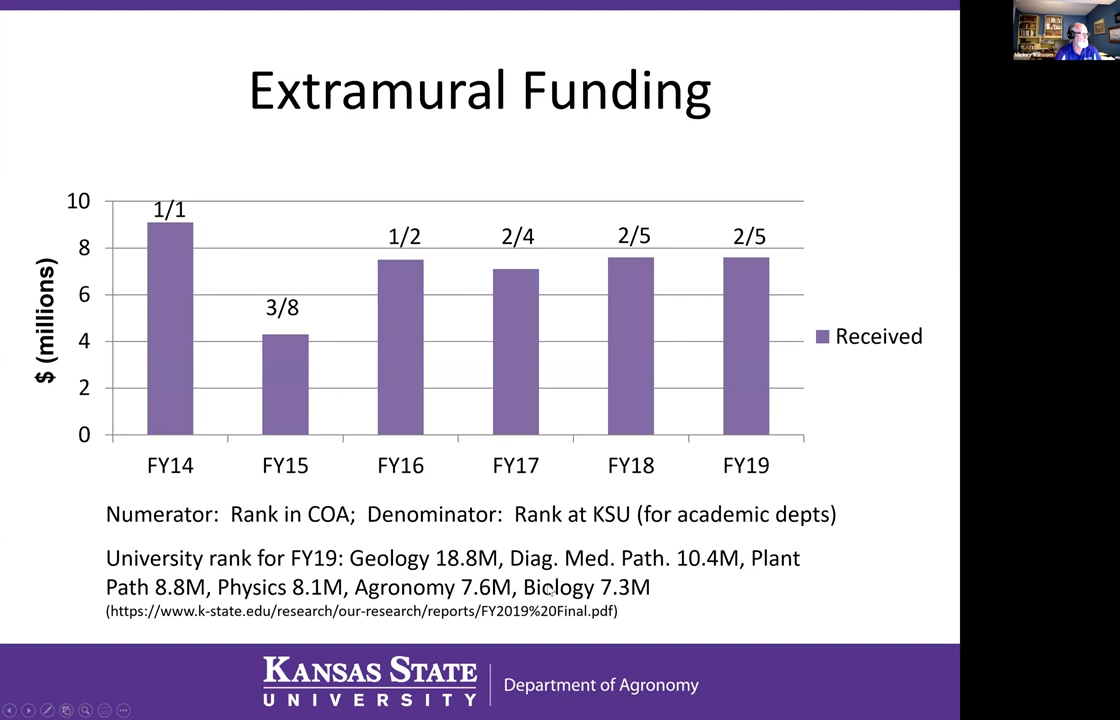 Extramural Funding
10
8
6
4
2
0
$ (millions)
1/1
3/8
1/2
2/4
2/5
2/5
FY14
FY15
FY16
FY17
FY18
FY19
Received
Numerator: Rank in COA; Denominator: Rank at KSU (for academic depts)
University rank for FY19: Geology 18.8M, Diag. Med. Path. 10.4M, Plant
Path 8.8M, Physics 8.1M, Agronomy 7.6M, Biology 7.3M
(https://www.k-state.edu/research/our-research/reports/FY2019%20Final.pdf)
KANSAS STATE
UNIVERSITY
Department of Agronomy
Mickey Ransom